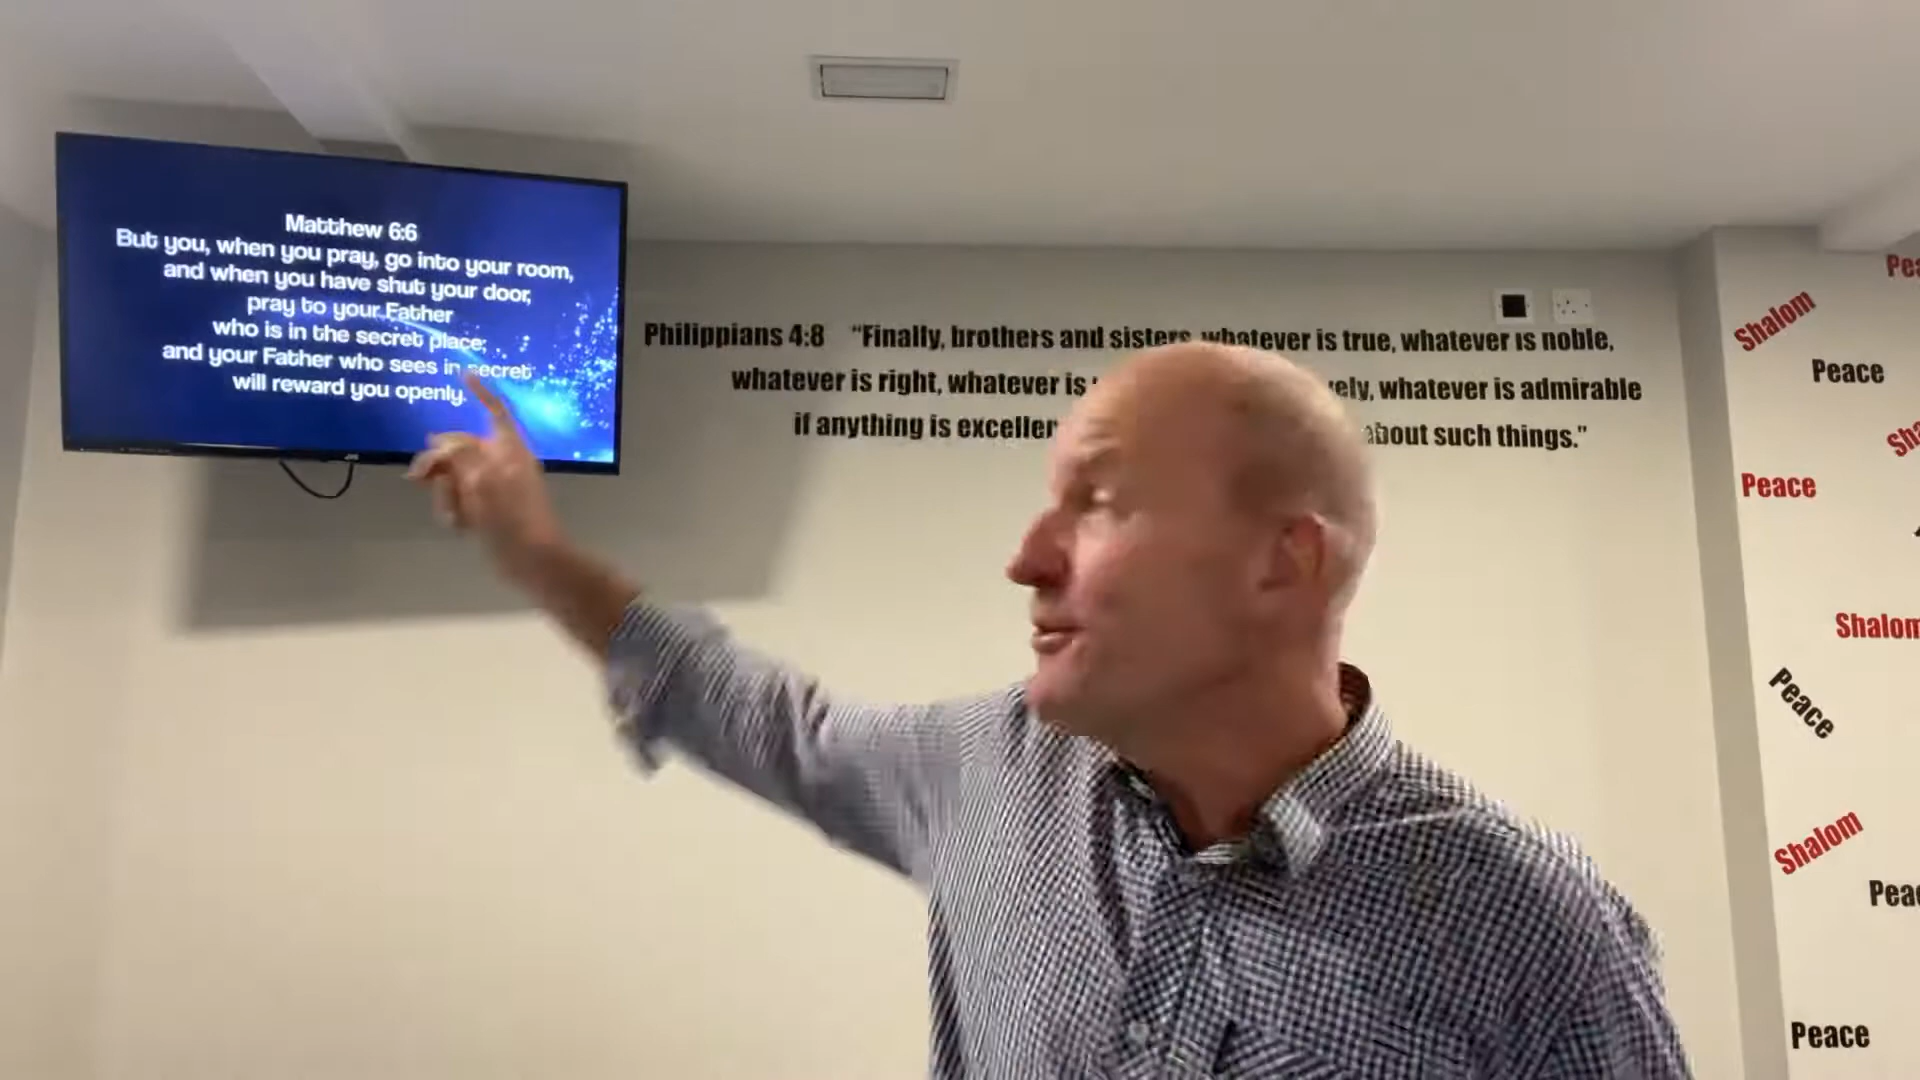 Matthew 6:6
But you, when you pray, go into your room,
and when you have shut your door,
pray to your Father
who is in the secret place;
and your Father who sees in secret
will reward you openly.
Philippians 4:8 “Finally, brothers and sisters, whatever is true, whatever is noble,
whatever is right, whatever is whatever is admirable
if anything is about such things.”
Shalom
Peace
Peace
Shalom
Peace
Shalom
Peace